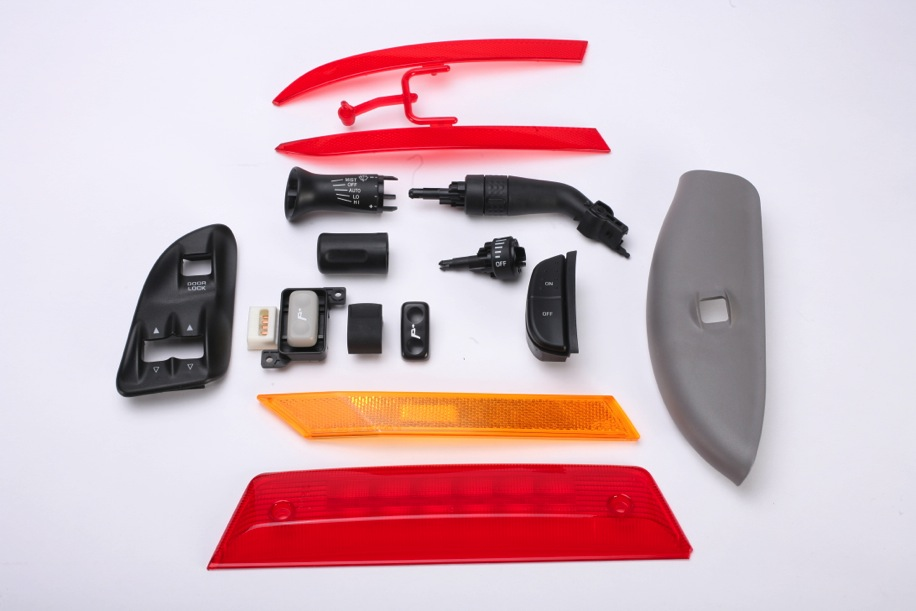 MIST
OFF
AUTO
LO
HI
OFF
DOOR
LOCK
ON
OFF